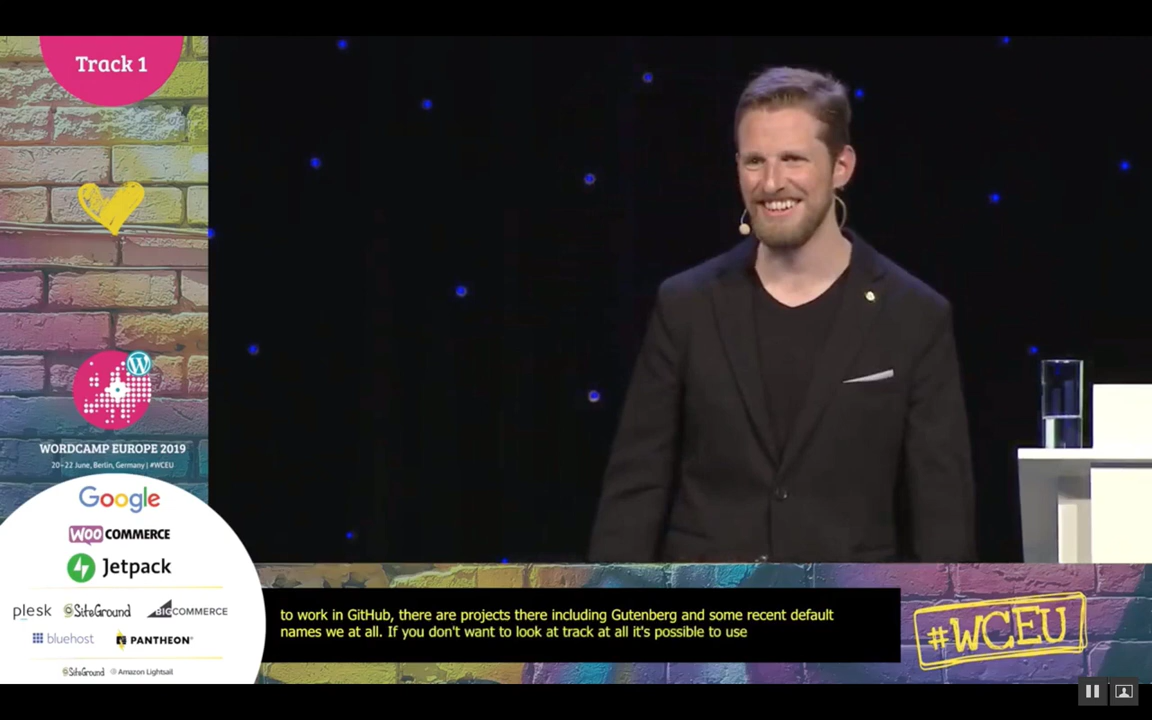 Track 1
W
WORDCAMP EUROPE 2019
20-22 June, Berlin, Germany | #WCEU
Google
WOO COMMERCE
Jetpack
plesk SiteGround BIGCOMMERCE
bluehost PANTHEON
SiteGround Amazon Lightsail
to work in GitHub, there are projects there including Gutenberg and some recent default
names we at all. If you don't want to look at track at all it's possible to use
#WCEU